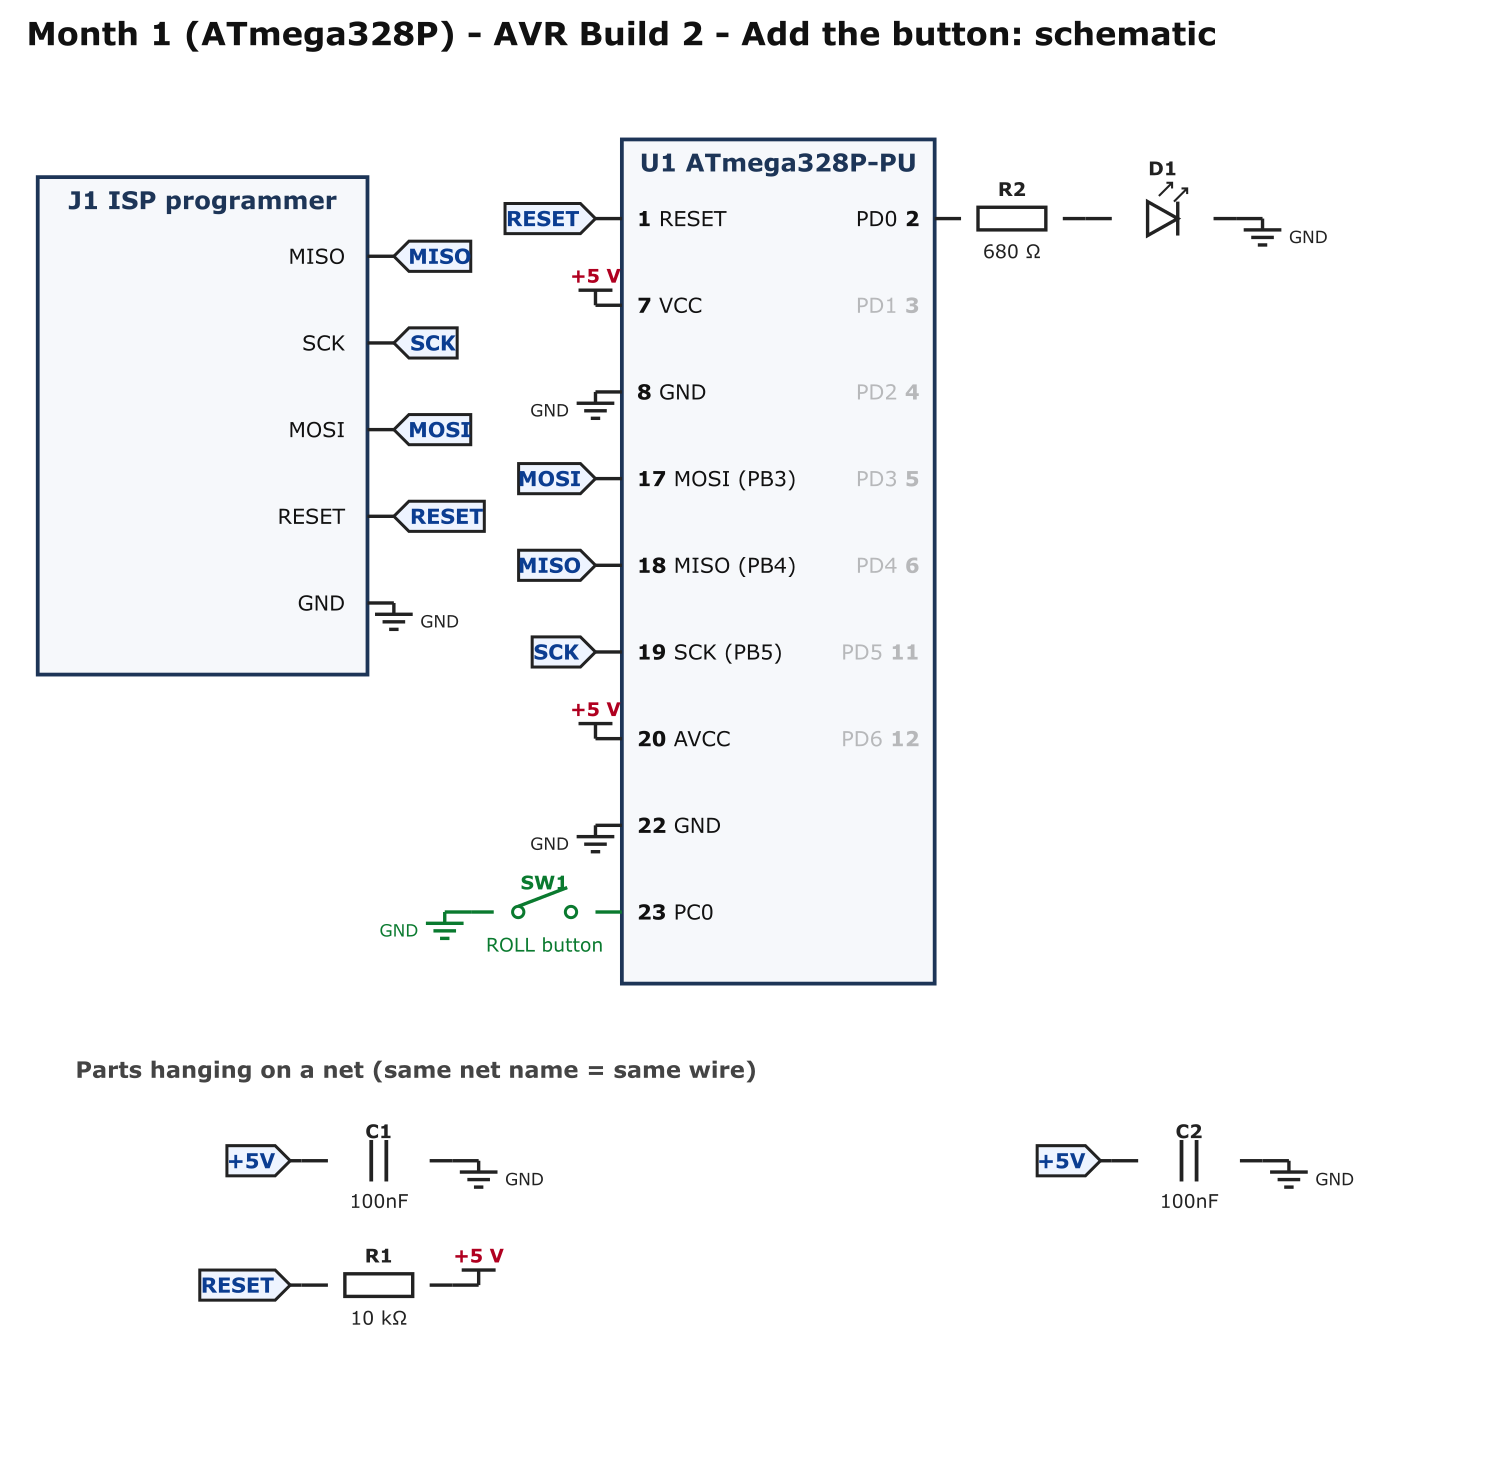 Month 1 (ATmega328P) - AVR Build 2 - Add the button: schematic
J1 ISP programmer
MISO
MISO
SCK
SCK
MOSI
MOSI
RESET
RESET
GND
GND
U1 ATmega328P-PU
RESET
1 RESET
+5 V
7 VCC
GND
8 GND
MOSI
17 MOSI (PB3)
MISO
18 MISO (PB4)
SCK
19 SCK (PB5)
+5 V
20 AVCC
GND
22 GND
SW1
GND
ROLL button
23 PC0
PD0 2
PD1 3
PD2 4
PD3 5
PD4 6
PD5 11
PD6 12
R2
680 Ω
D1
GND
Parts hanging on a net (same net name = same wire)
+5V
C1
100nF
GND
+5V
C2
100nF
GND
RESET
R1
10 kΩ
+5 V